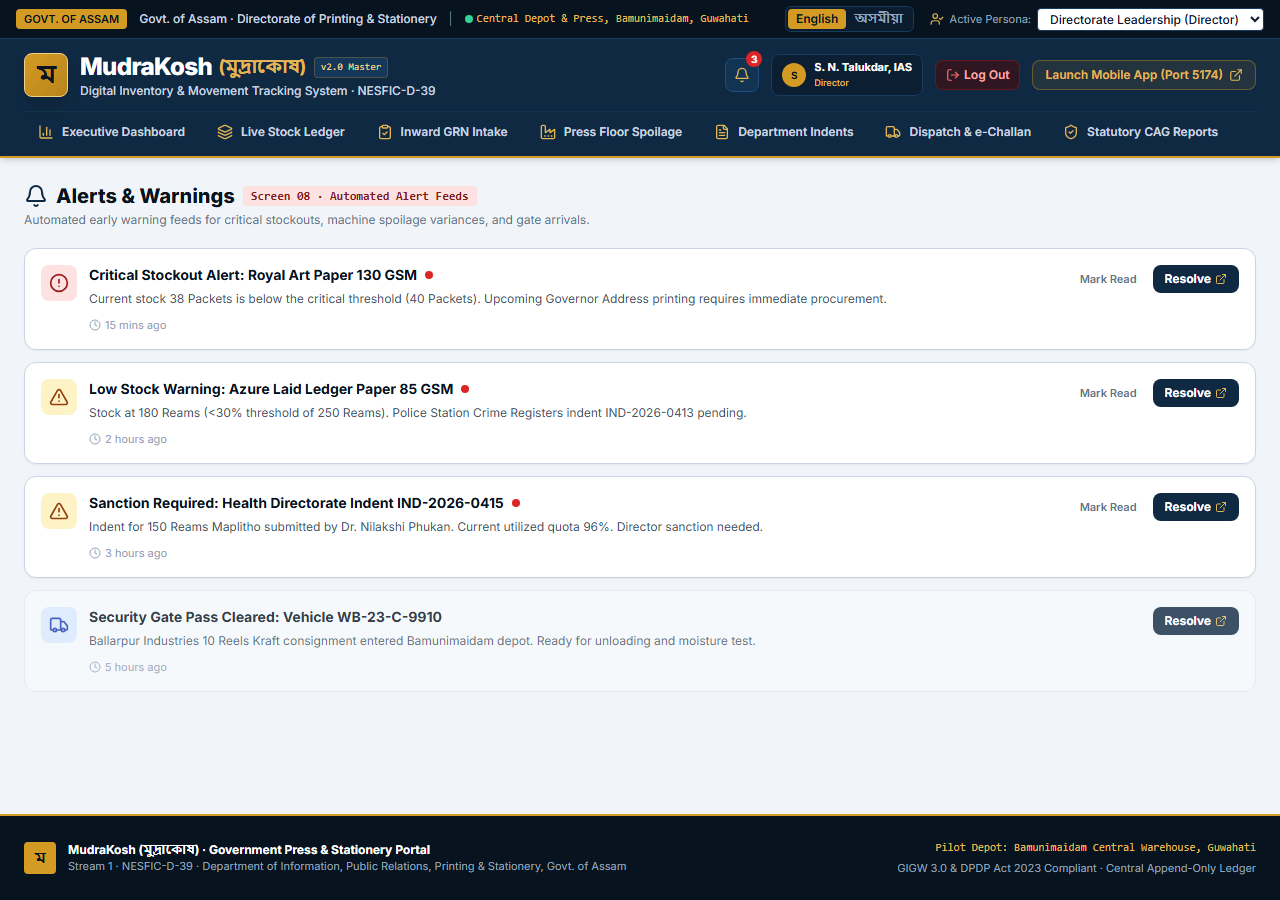 GOVT. OF ASSAM
Govt. of Assam · Directorate of Printing & Stationery
Central Depot & Press, Bamunimaidam, Guwahati
English
অসমীয়া
Active Persona:
Directorate Leadership (Director)
ম
MudraKosh (মুদ্ৰাকোষ)
v2.0 Master
Digital Inventory & Movement Tracking System · NESFIC-D-39
3
S
S. N. Talukdar, IAS
Director
Log Out
Launch Mobile App (Port 5174)
Executive Dashboard
Live Stock Ledger
Inward GRN Intake
Press Floor Spoilage
Department Indents
Dispatch & e-Challan
Statutory CAG Reports
Alerts & Warnings
Screen 08 · Automated Alert Feeds
Automated early warning feeds for critical stockouts, machine spoilage variances, and gate arrivals.
Critical Stockout Alert: Royal Art Paper 130 GSM
Mark Read
Resolve
Current stock 38 Packets is below the critical threshold (40 Packets). Upcoming Governor Address printing requires immediate procurement.
15 mins ago
Low Stock Warning: Azure Laid Ledger Paper 85 GSM
Mark Read
Resolve
Stock at 180 Reams (<30% threshold of 250 Reams). Police Station Crime Registers indent IND-2026-0413 pending.
2 hours ago
Sanction Required: Health Directorate Indent IND-2026-0415
Mark Read
Resolve
Indent for 150 Reams Maplitho submitted by Dr. Nilakshi Phukan. Current utilized quota 96%. Director sanction needed.
3 hours ago
Security Gate Pass Cleared: Vehicle WB-23-C-9910
Resolve
Ballarpur Industries 10 Reels Kraft consignment entered Bamunimaidam depot. Ready for unloading and moisture test.
5 hours ago
ম
MudraKosh (মুদ্ৰাকোষ) · Government Press & Stationery Portal
Stream 1 · NESFIC-D-39 · Department of Information, Public Relations, Printing & Stationery, Govt. of Assam
Pilot Depot: Bamunimaidam Central Warehouse, Guwahati
GIGW 3.0 & DPDP Act 2023 Compliant · Central Append-Only Ledger